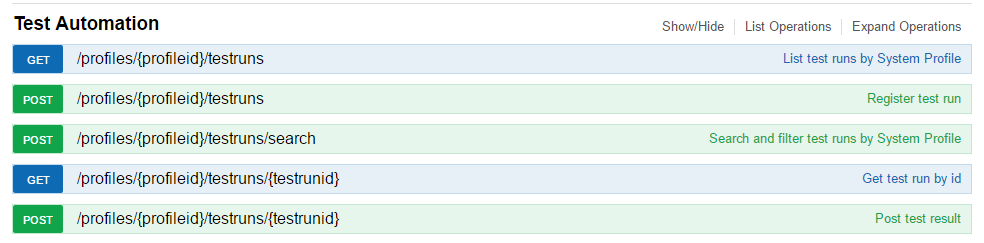 Test Automation Show/Hide List Operations Expand Operations
GET /profiles/{profileid}/testruns List test runs by System Profile
POST /profiles/{profileid}/testruns Register test run
POST /profiles/{profileid}/testruns/search Search and filter test runs by System Profile
GET /profiles/{profileid}/testruns/{testrunid} Get test run by id
POST /profiles/{profileid}/testruns/{testrunid} Post test result